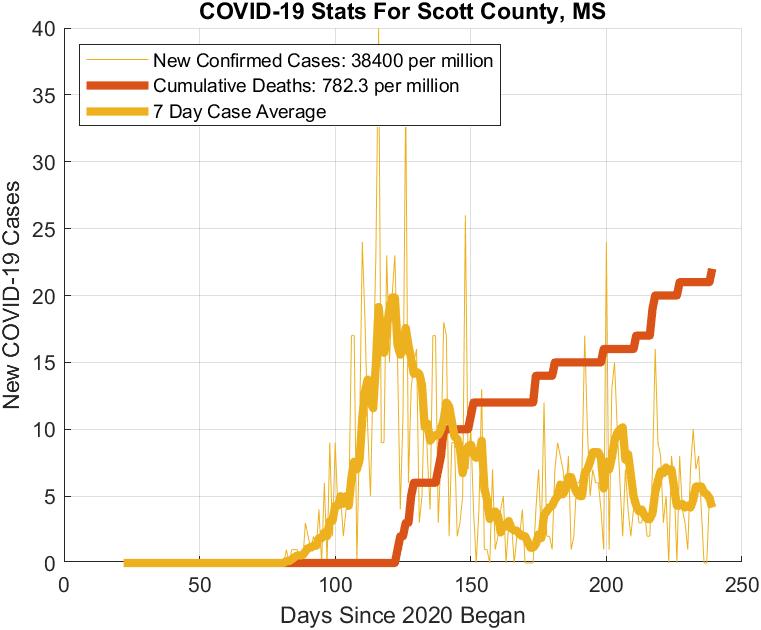 COVID-19 Stats For Scott County, MS
40
35
30
25
20
15
10
5
0
New COVID-19 Cases
New Confirmed Cases: 38400 per million
Cumulative Deaths: 782.3 per million
7 Day Case Average
0 50 100 150 200 250
Days Since 2020 Began